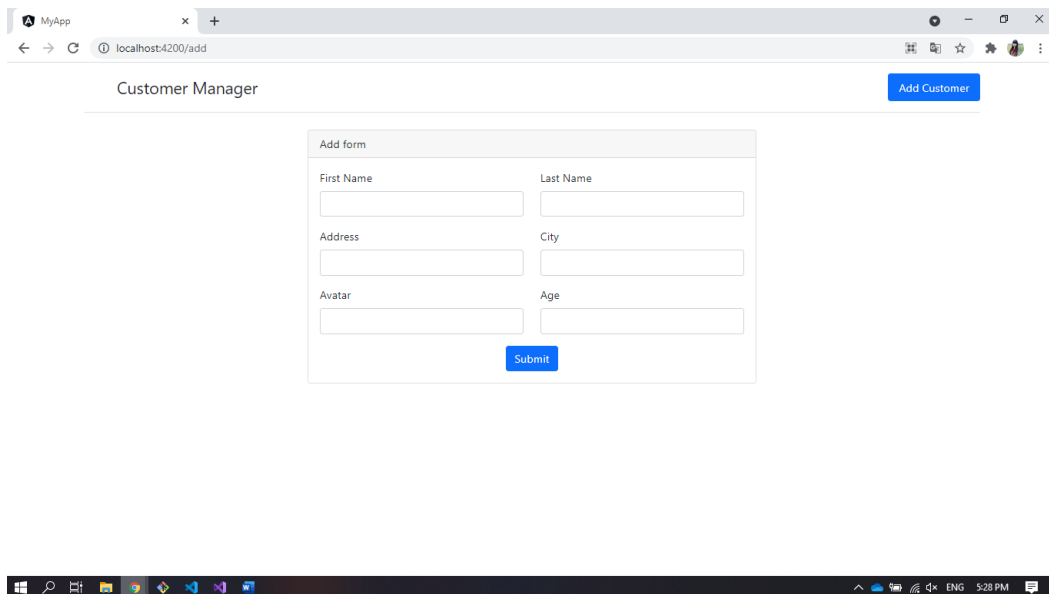 MyApp
localhost:4200/add
Customer Manager
Add Customer
Add form
First Name Last Name
Address City
Avatar Age
Submit
ENG 5:28 PM